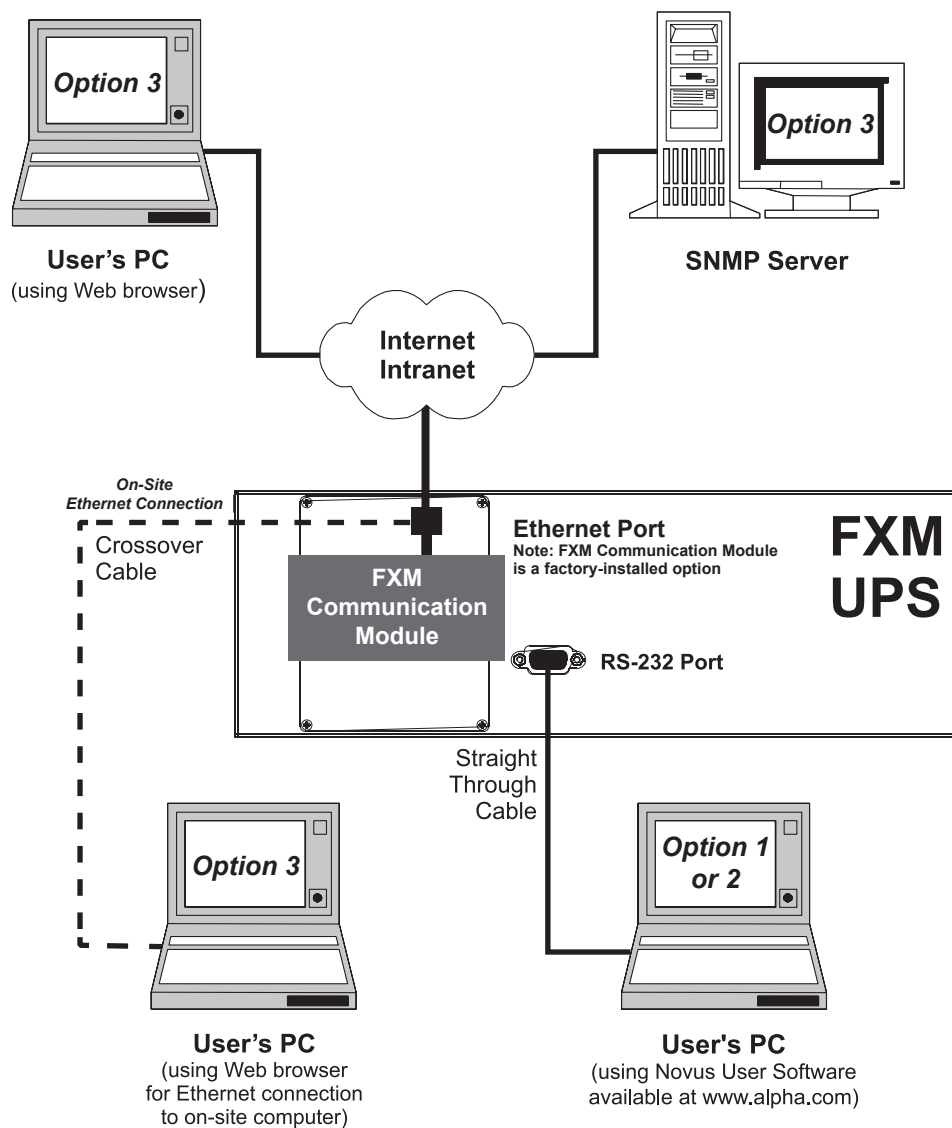 Option 3
User’s PC
(using Web browser)
Option 3
SNMP Server
Internet
Intranet
On-Site
Ethernet Connection
Crossover
Cable
Ethernet Port
Note: FXM Communication Module
is a factory-installed option
FXM
UPS
FXM
Communication
Module
RS-232 Port
Straight
Through
Cable
Option 3
User’s PC
(using Web browser
for Ethernet connection
to on-site computer)
Option 1
or 2
User's PC
(using Novus User Software
available at www.alpha.com)